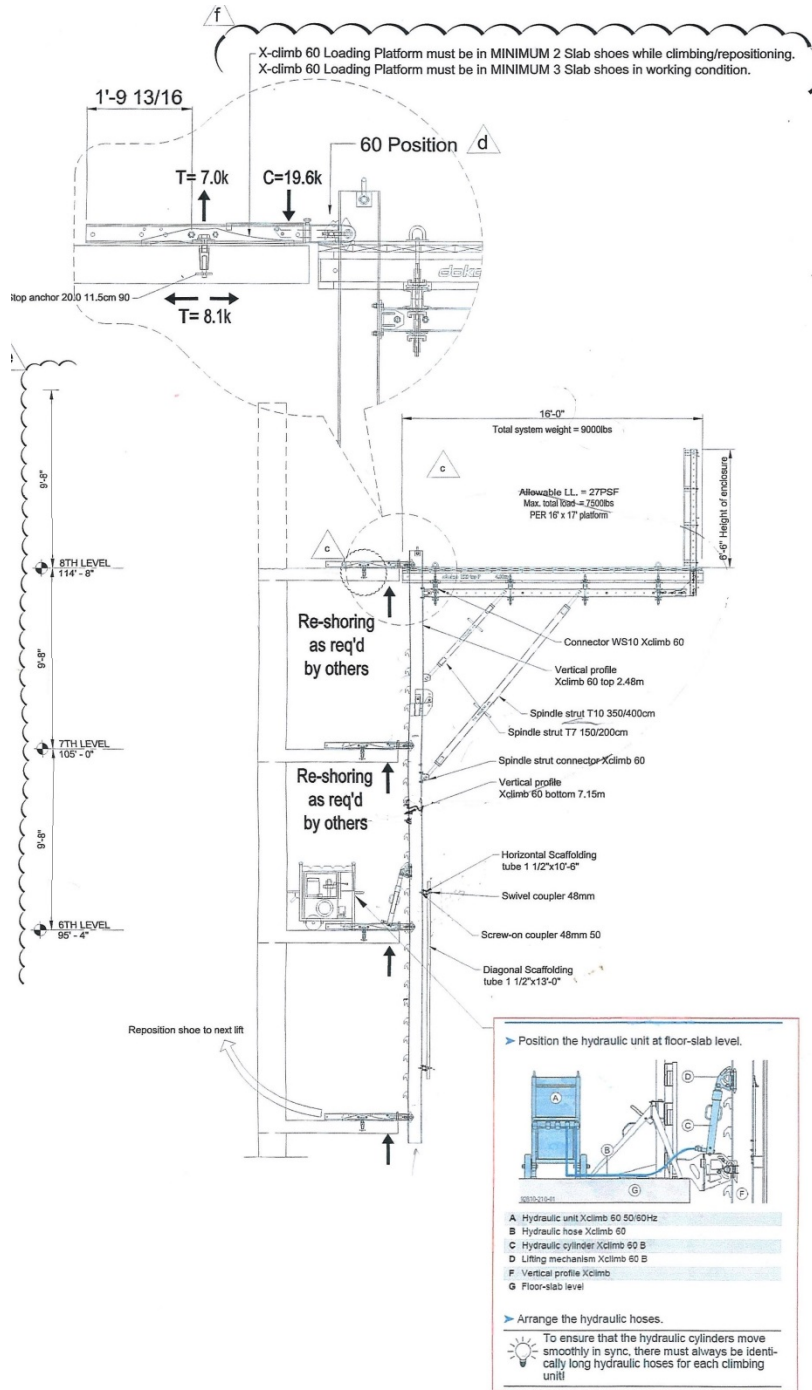 f
X-climb 60 Loading Platform must be in MINIMUM 2 Slab shoes while climbing/repositioning.
X-climb 60 Loading Platform must be in MINIMUM 3 Slab shoes in working condition.
1'-9 13/16
60 Position
d
T= 7.0k
C=19.6k
doka
Stop anchor 20.0 11.5cm 90
T= 8.1k
e
16'-0"
Total system weight = 9000lbs
c
Allowable LL. = 27PSF
Max. total load = 7500lbs
PER 16' x 17' platform
6'-6" Height of enclosure
9'-8"
c
8TH LEVEL
114' - 8"
Re-shoring
as req'd
by others
Connector WS10 Xclimb 60
Vertical profile
Xclimb 60 top 2.48m
9'-8"
Spindle strut T10 350/400cm
Spindle strut T7 150/200cm
7TH LEVEL
105' - 0"
Spindle strut connector Xclimb 60
Re-shoring
as req'd
by others
Vertical profile
Xclimb 60 bottom 7.15m
9'-8"
Horizontal Scaffolding
tube 1 1/2"x10'-6"
Swivel coupler 48mm
Screw-on coupler 48mm 50
6TH LEVEL
95' - 4"
Diagonal Scaffolding
tube 1 1/2"x13'-0"
Reposition shoe to next lift
➤ Position the hydraulic unit at floor-slab level.
A
B
C
D
F
G
A Hydraulic unit Xclimb 60 50/60Hz
B Hydraulic hose Xclimb 60
C Hydraulic cylinder Xclimb 60 B
D Lifting mechanism Xclimb 60 B
F Vertical profile Xclimb
G Floor-slab level
➤ Arrange the hydraulic hoses.
To ensure that the hydraulic cylinders move
smoothly in sync, there must always be identi-
cally long hydraulic hoses for each climbing
unit!